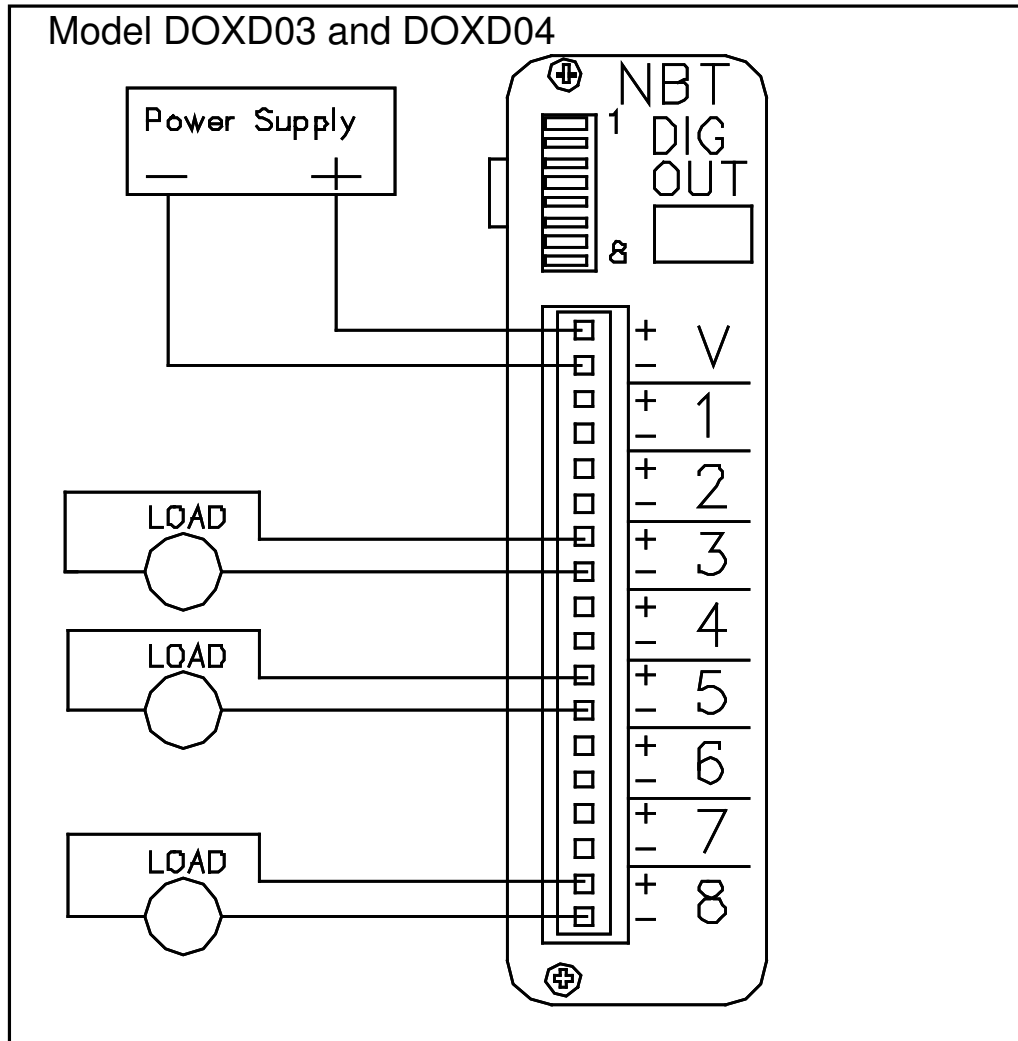 Model DOXD03 and DOXD04
NBT
DIG
OUT
1
8
Power Supply
— +
+ V
−
+ 1
−
+ 2
−
+ 3
−
+ 4
−
+ 5
−
+ 6
−
+ 7
−
+ 8
−
LOAD
LOAD
LOAD